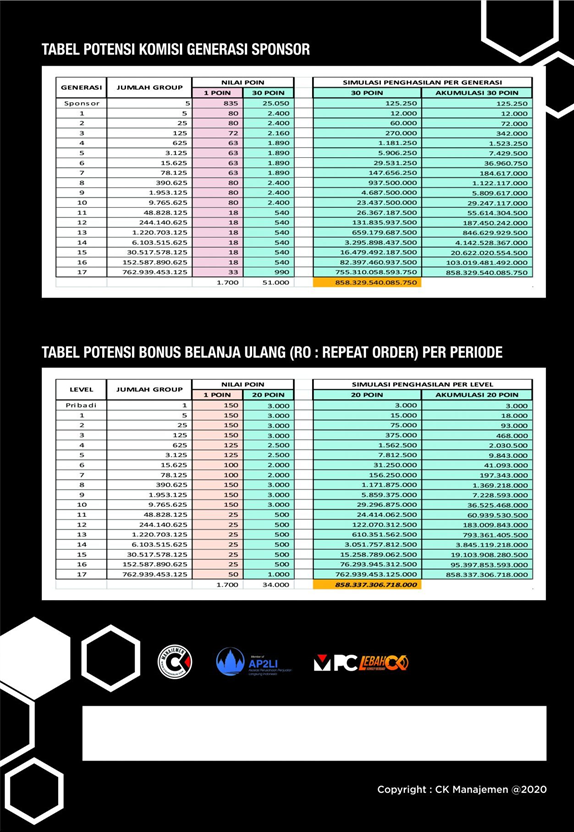 TABEL POTENSI KOMISI GENERASI SPONSOR
GENERASI JUMLAH GROUP NILAI POIN SIMULASI PENGHASILAN PER GENERASI
1 POIN 30 POIN 30 POIN AKUMULASI 30 POIN
Sponsor 5 835 25.050 125.250 125.250
1 5 80 2.400 12.000 12.000
2 25 80 2.400 60.000 72.000
3 125 72 2.160 270.000 342.000
4 625 63 1.890 1.181.250 1.523.250
5 3.125 63 1.890 5.906.250 7.429.500
6 15.625 63 1.890 29.531.250 36.960.750
7 78.125 63 1.890 147.656.250 184.617.000
8 390.625 80 2.400 937.500.000 1.122.117.000
9 1.953.125 80 2.400 4.687.500.000 5.809.617.000
10 9.765.625 80 2.400 23.437.500.000 29.247.117.000
11 48.828.125 18 540 26.367.187.500 55.614.304.500
12 244.140.625 18 540 131.835.937.500 187.450.242.000
13 1.220.703.125 18 540 659.179.687.500 846.629.929.500
14 6.103.515.625 18 540 3.295.898.437.500 4.142.528.367.000
15 30.517.578.125 18 540 16.479.492.187.500 20.622.020.554.500
16 152.587.890.625 18 540 82.397.460.937.500 103.019.481.492.000
17 762.939.453.125 33 990 755.310.058.593.750 858.329.540.085.750
1.700 51.000 858.329.540.085.750
TABEL POTENSI BONUS BELANJA ULANG (RO : REPEAT ORDER) PER PERIODE
LEVEL JUMLAH GROUP NILAI POIN SIMULASI PENGHASILAN PER LEVEL
1 POIN 20 POIN 20 POIN AKUMULASI 20 POIN
Pribadi 1 150 3.000 3.000 3.000
1 5 150 3.000 15.000 18.000
2 25 150 3.000 75.000 93.000
3 125 150 3.000 375.000 468.000
4 625 125 2.500 1.562.500 2.030.500
5 3.125 125 2.500 7.812.500 9.843.000
6 15.625 100 2.000 31.250.000 41.093.000
7 78.125 100 2.000 156.250.000 197.343.000
8 390.625 150 3.000 1.171.875.000 1.369.218.000
9 1.953.125 150 3.000 5.859.375.000 7.228.593.000
10 9.765.625 150 3.000 29.296.875.000 36.525.468.000
11 48.828.125 25 500 24.414.062.500 60.939.530.500
12 244.140.625 25 500 122.070.312.500 183.009.843.000
13 1.220.703.125 25 500 610.351.562.500 793.361.405.500
14 6.103.515.625 25 500 3.051.757.812.500 3.845.119.218.000
15 30.517.578.125 25 500 15.258.789.062.500 19.103.908.280.500
16 152.587.890.625 25 500 76.293.945.312.500 95.397.853.593.000
17 762.939.453.125 50 1.000 762.939.453.125.000 858.337.306.718.000
1.700 34.000 858.337.306.718.000
MANAJEMEN CK
Member of
AP2LI
PC LEBAH CK
Copyright : CK Manajemen @2020